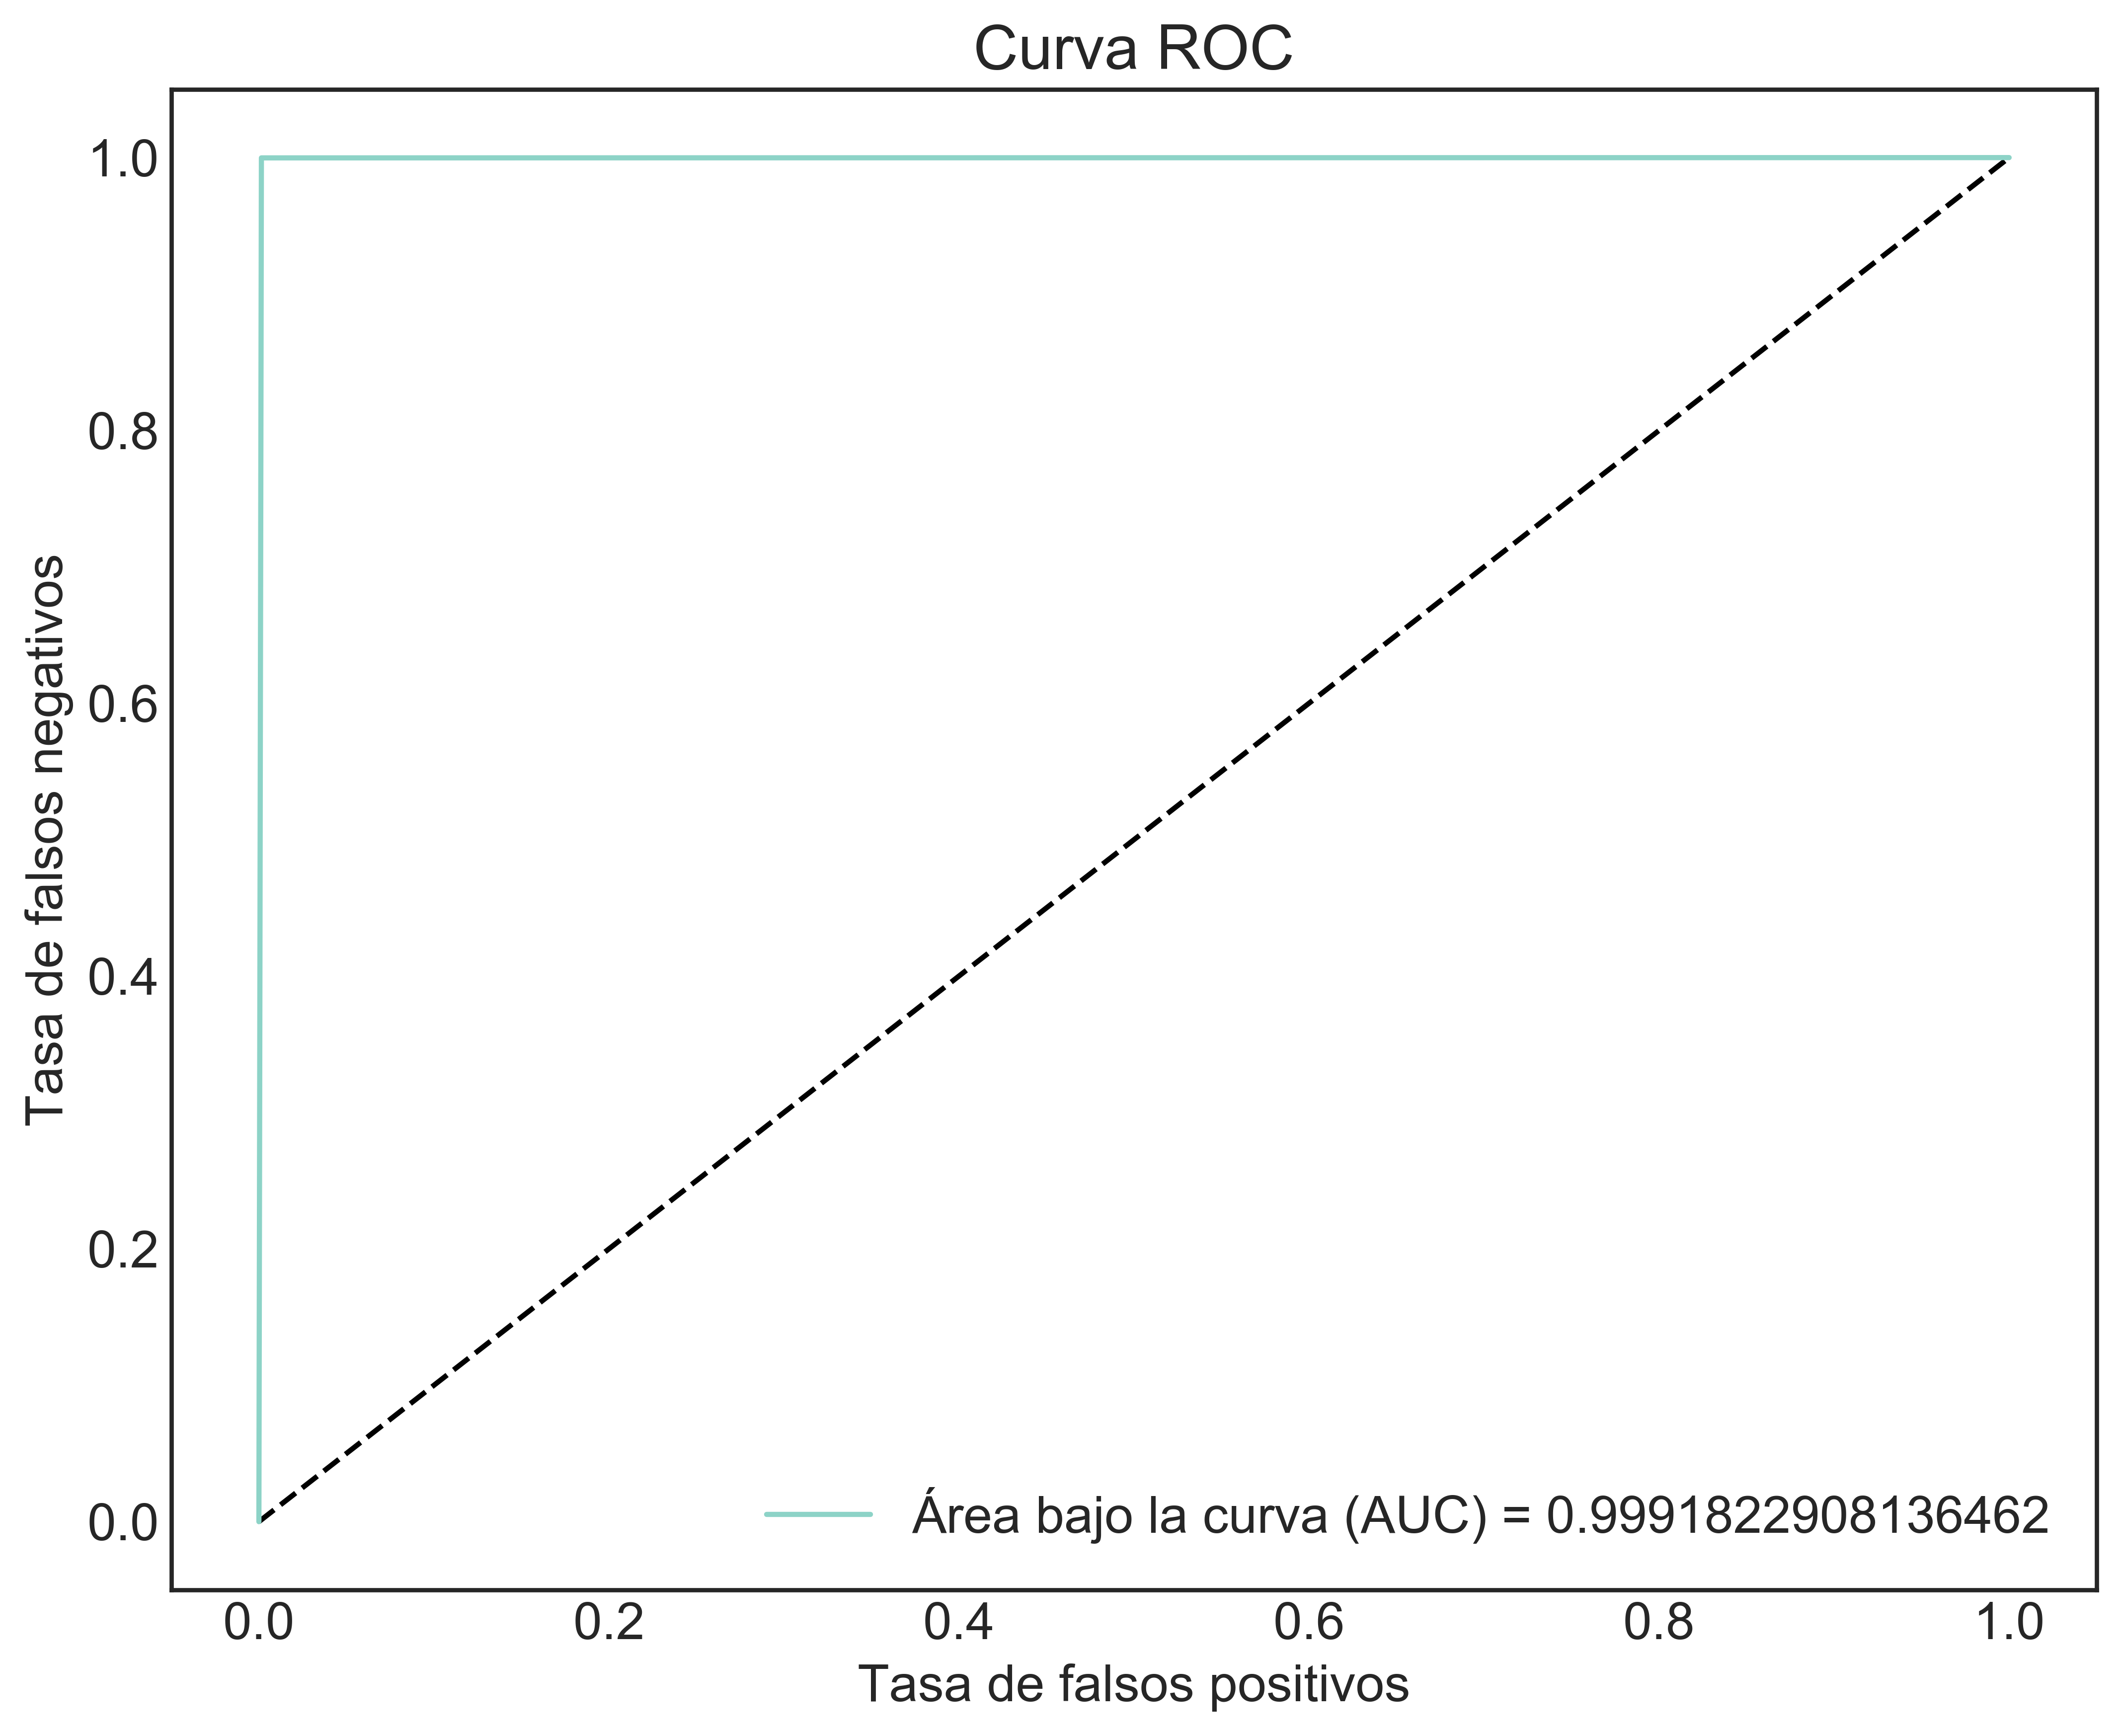 Curva ROC
1.0
0.8
0.6
0.4
0.2
0.0
Tasa de falsos negativos
Área bajo la curva (AUC) = 0.9991822908136462
0.0 0.2 0.4 0.6 0.8 1.0
Tasa de falsos positivos